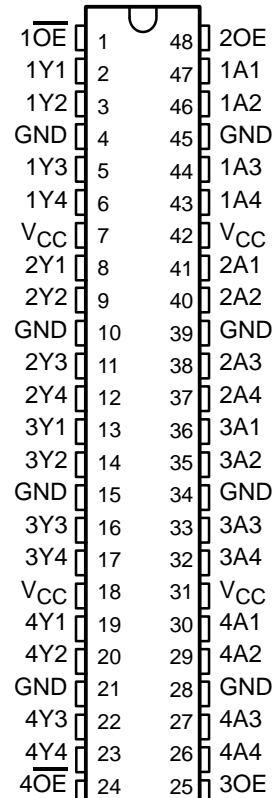 1O̅E̅ 1 48 2OE
1Y1 2 47 1A1
1Y2 3 46 1A2
GND 4 45 GND
1Y3 5 44 1A3
1Y4 6 43 1A4
VCC 7 42 VCC
2Y1 8 41 2A1
2Y2 9 40 2A2
GND 10 39 GND
2Y3 11 38 2A3
2Y4 12 37 2A4
3Y1 13 36 3A1
3Y2 14 35 3A2
GND 15 34 GND
3Y3 16 33 3A3
3Y4 17 32 3A4
VCC 18 31 VCC
4Y1 19 30 4A1
4Y2 20 29 4A2
GND 21 28 GND
4Y3 22 27 4A3
4Y4 23 26 4A4
4O̅E̅ 24 25 3OE